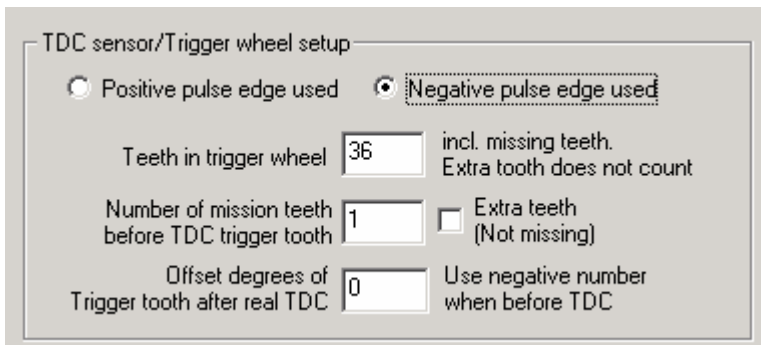 TDC sensor/Trigger wheel setup
Positive pulse edge used Negative pulse edge used
Teeth in trigger wheel 36 incl. missing teeth.
Extra tooth does not count
Number of mission teeth
before TDC trigger tooth 1 Extra teeth
(Not missing)
Offset degrees of
Trigger tooth after real TDC 0 Use negative number
when before TDC